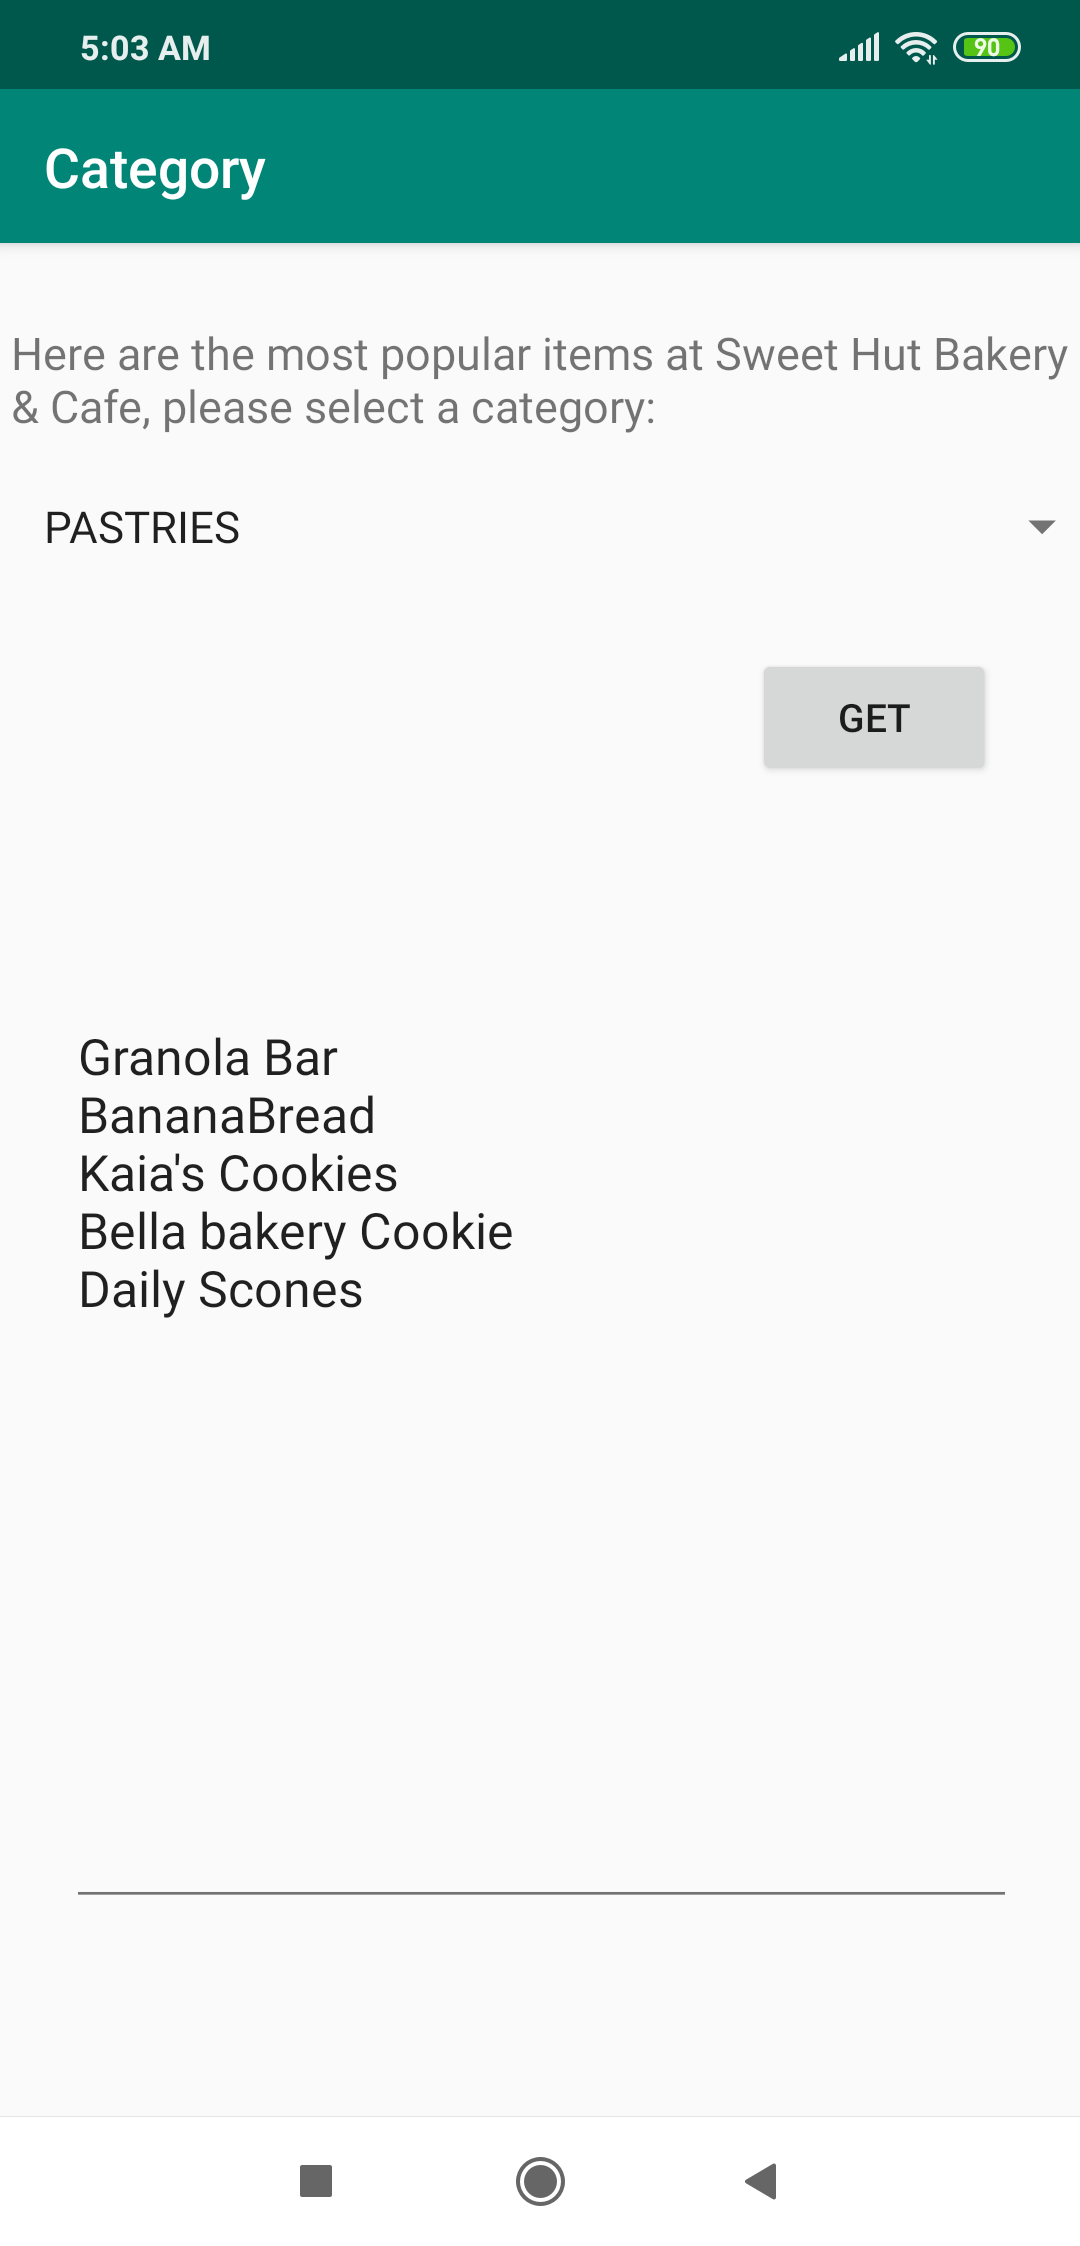 5:03 AM
90
Category
Here are the most popular items at Sweet Hut Bakery
& Cafe, please select a category:
PASTRIES
GET
Granola Bar
BananaBread
Kaia's Cookies
Bella bakery Cookie
Daily Scones